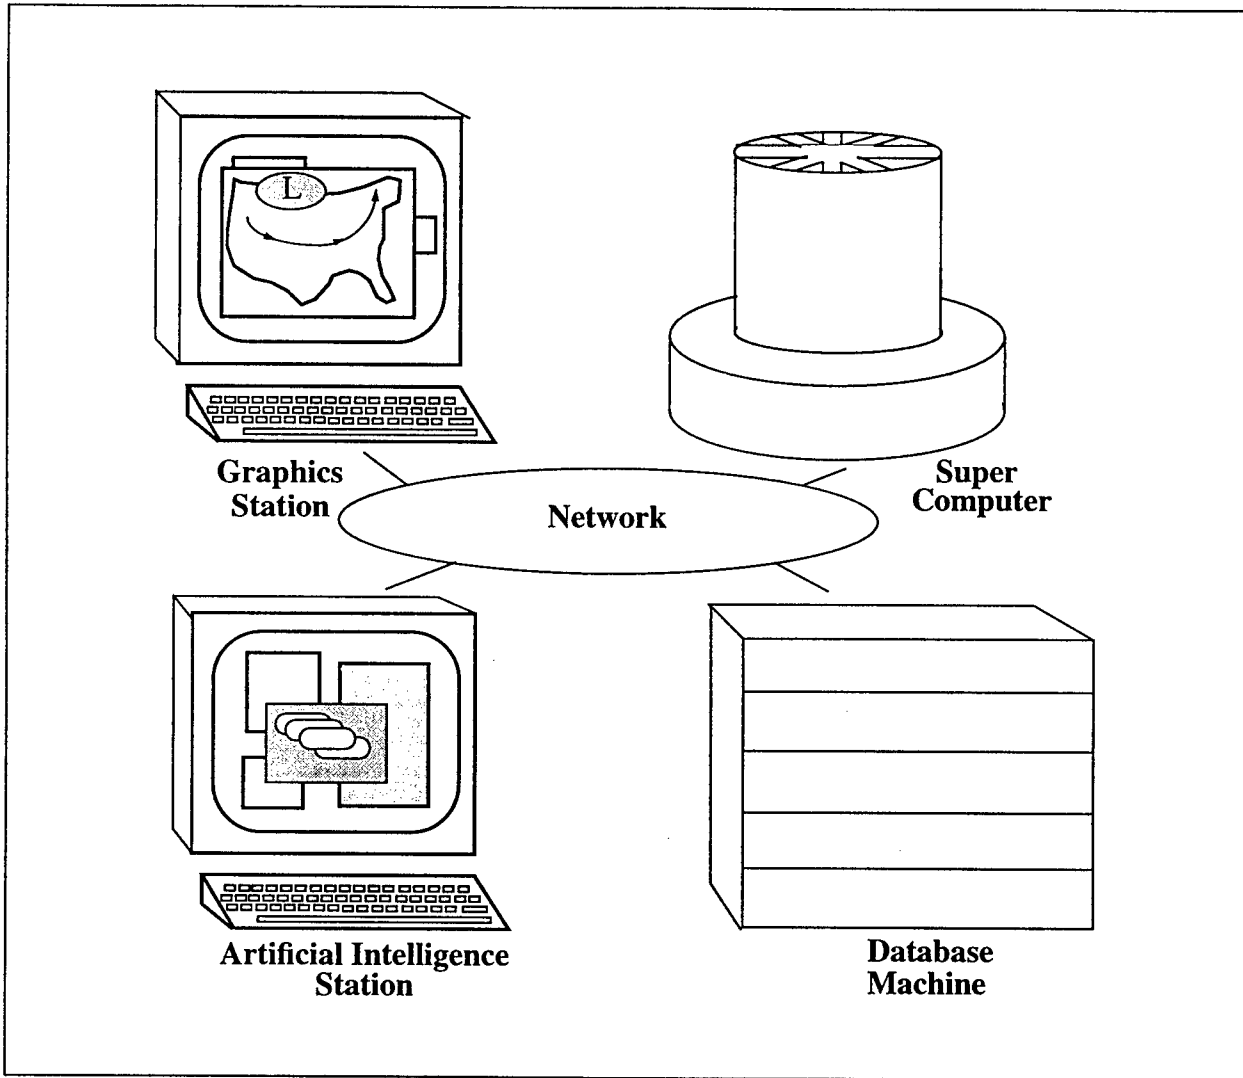 L
Graphics
Station
Super
Computer
Network
Artificial Intelligence
Station
Database
Machine